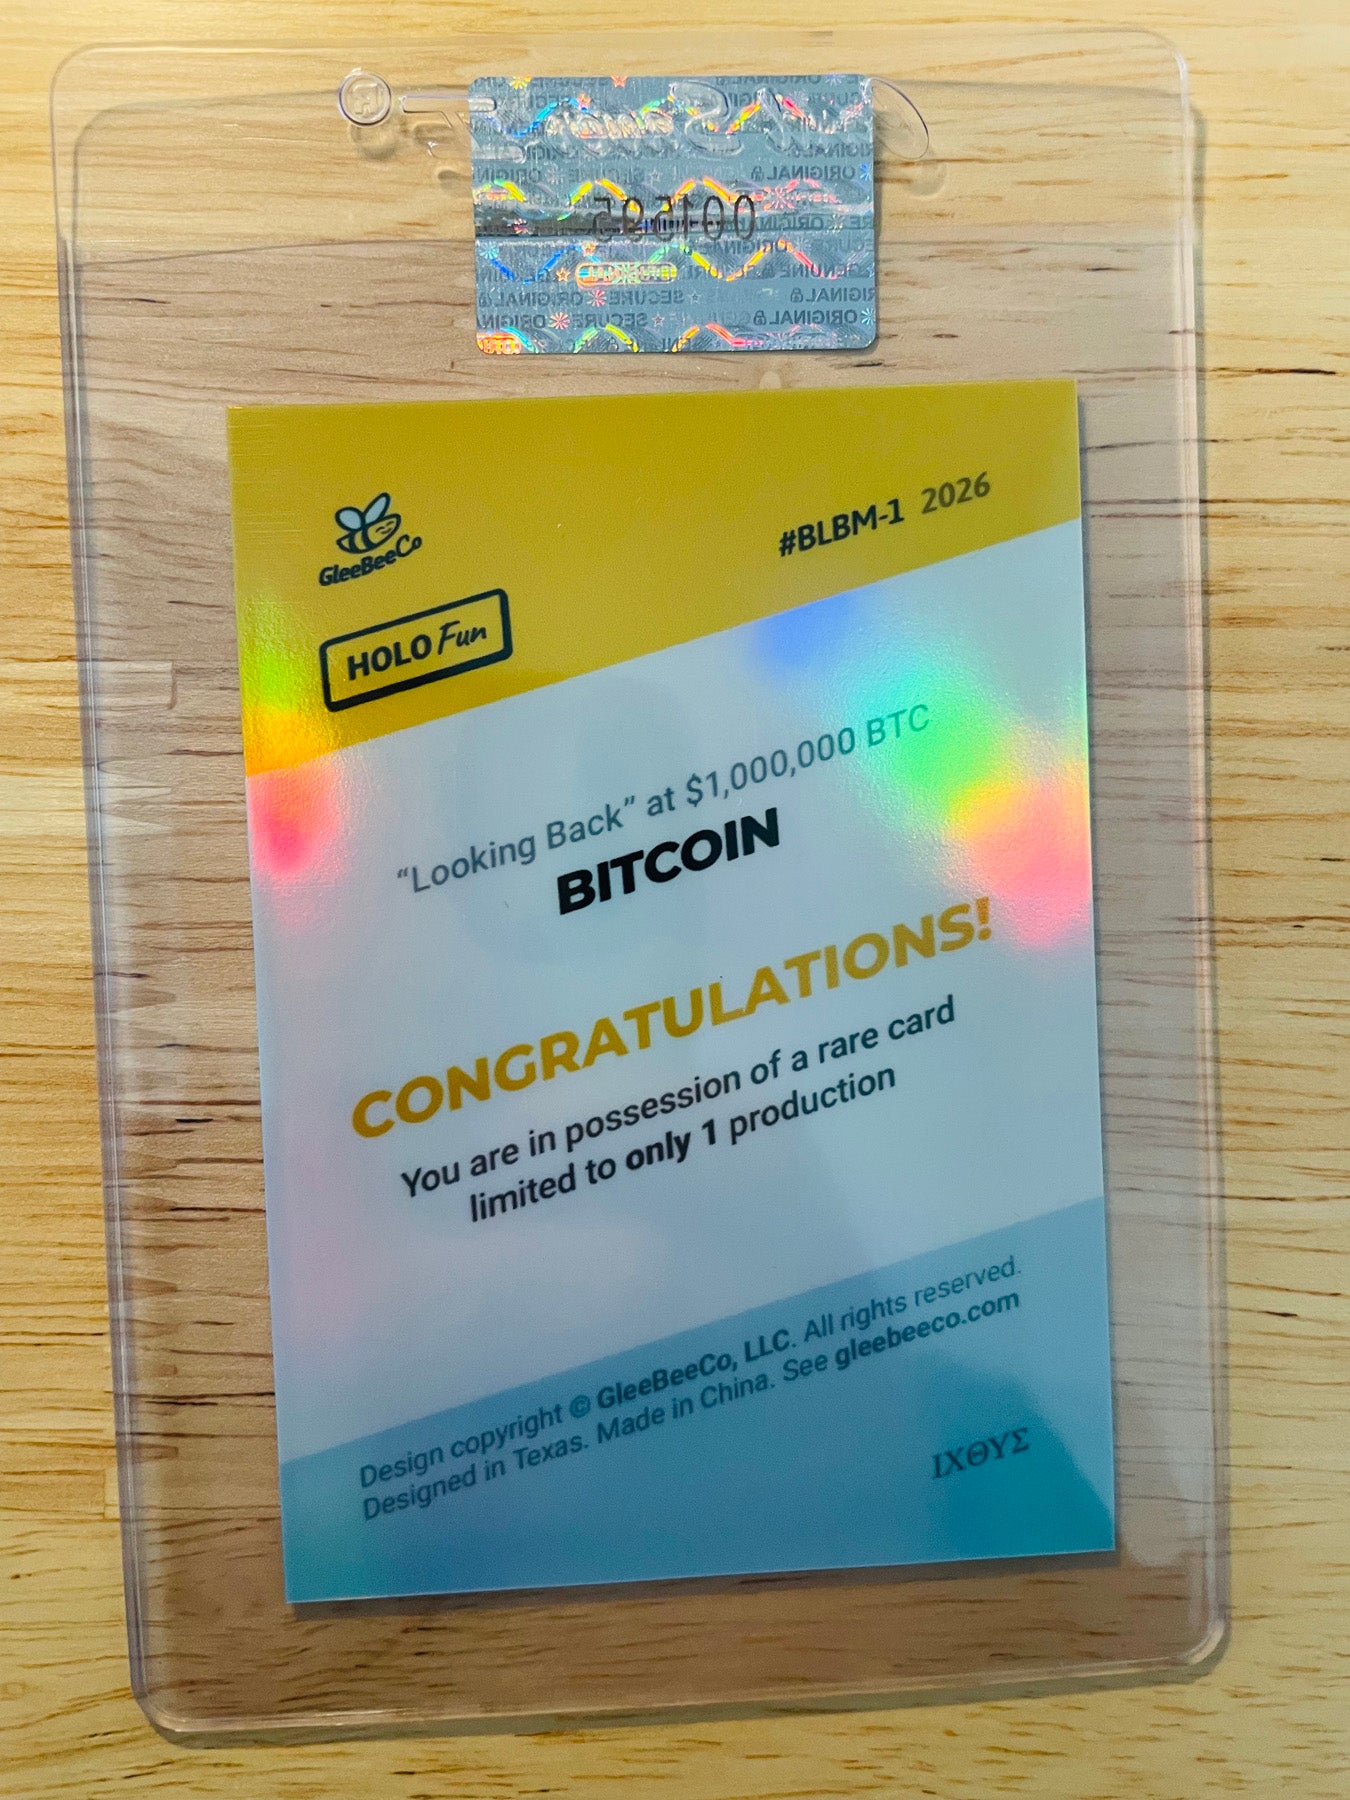 001595
GleeBeeCo
#BLBM-1 2026
HOLO Fun
“Looking Back” at $1,000,000 BTC
BITCOIN
CONGRATULATIONS!
You are in possession of a rare card
limited to only 1 production
Design copyright © GleeBeeCo, LLC. All rights reserved.
Designed in Texas. Made in China. See gleebeeco.com
ΙΧΘΥΣ